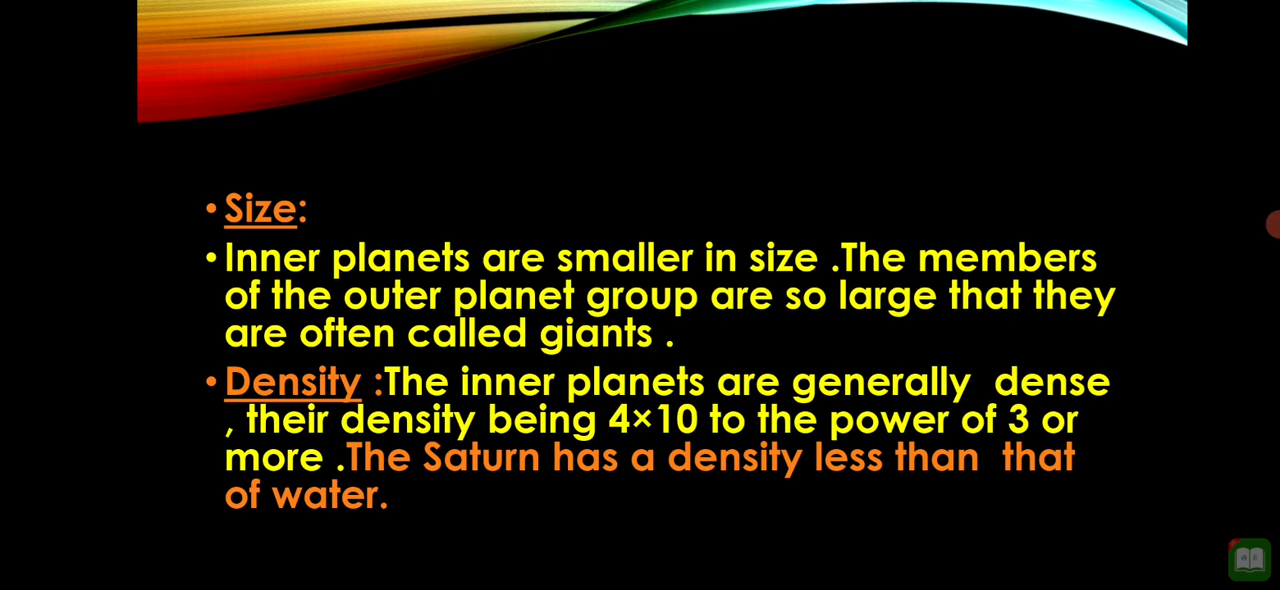 • Size:
• Inner planets are smaller in size .The members
of the outer planet group are so large that they
are often called giants .
• Density :The inner planets are generally  dense
, their density being 4×10 to the power of 3 or
more .The Saturn has a density less than  that
of water.